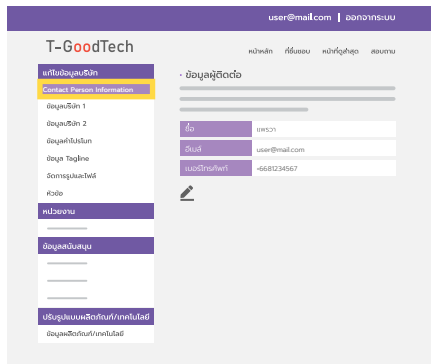 user@mail.com | ออกจากระบบ
T-GoodTech
หน้าหลัก ที่ชื่นชอบ หน้าที่ดูล่าสุด สอบถาม
แก้ไขข้อมูลบริษัท
Contact Person Information
ข้อมูลบริษัท 1
ข้อมูลบริษัท 2
ข้อมูลคำโปรโมท
ข้อมูล Tagline
จัดการรูปและไฟล์
หัวข้อ
หน่วยงาน
ข้อมูลสนับสนุน
ปรับรูปแบบผลิตภัณฑ์/เทคโนโลยี
ข้อมูลผลิตภัณฑ์/เทคโนโลยี
· ข้อมูลผู้ติดต่อ
ชื่อ แพรวา
อีเมล์ user@mail.com
เบอร์โทรศัพท์ +6681234567